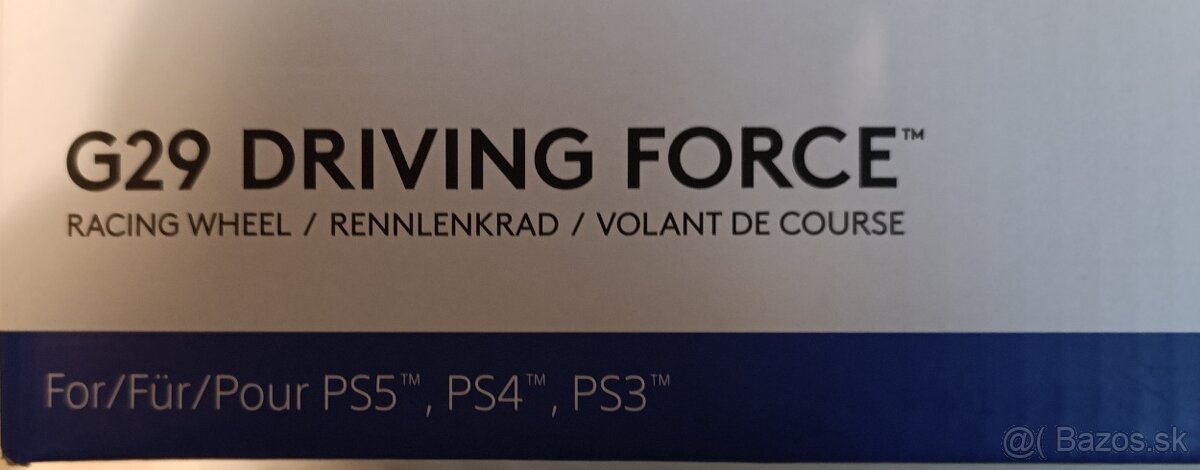 G29 DRIVING FORCE™
RACING WHEEL / RENNLENKRAD / VOLANT DE COURSE
For/Für/Pour PS5™, PS4™, PS3™
@( Bazos.sk